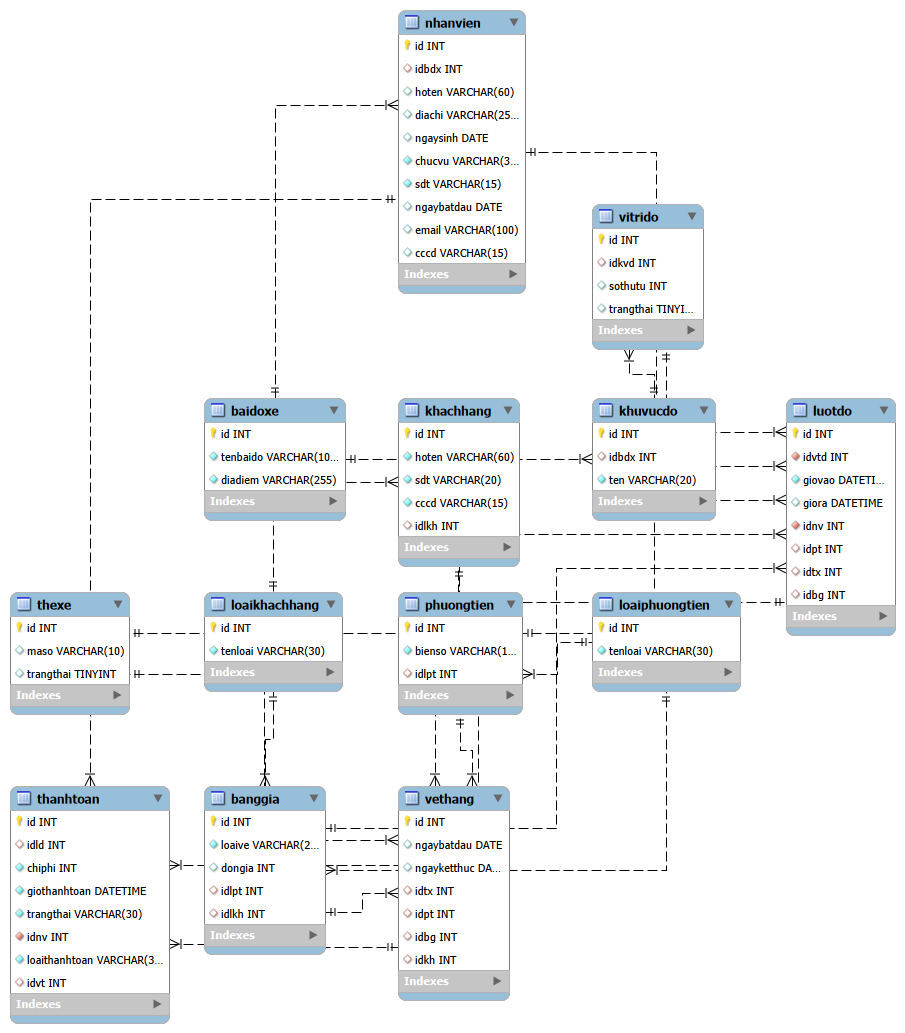 nhanvien
id INT
idbdx INT
hoten VARCHAR(60)
diachi VARCHAR(25...
ngaysinh DATE
chucvu VARCHAR(3...
sdt VARCHAR(15)
ngaybatdau DATE
email VARCHAR(100)
cccd VARCHAR(15)
Indexes
vitrido
id INT
idkvd INT
sothutu INT
trangthai TINYI...
Indexes
baidoxe
id INT
tenbaido VARCHAR(10...
diadiem VARCHAR(255)
Indexes
khachhang
id INT
hoten VARCHAR(60)
sdt VARCHAR(20)
cccd VARCHAR(15)
idlkh INT
Indexes
khuvucdo
id INT
idbdx INT
ten VARCHAR(20)
Indexes
luotdo
id INT
idvtd INT
giovao DATETI...
giora DATETIME
idnv INT
idpt INT
idtx INT
idbg INT
Indexes
thexe
id INT
maso VARCHAR(10)
trangthai TINYINT
Indexes
loaikhachhang
id INT
tenloai VARCHAR(30)
Indexes
phuongtien
id INT
bienso VARCHAR(1...
idlpt INT
Indexes
loaiphuongtien
id INT
tenloai VARCHAR(30)
Indexes
thanhtoan
id INT
idld INT
chiphi INT
giothanhtoan DATETIME
trangthai VARCHAR(30)
idnv INT
loaithanhtoan VARCHAR(3...
idvt INT
Indexes
banggia
id INT
loaive VARCHAR(2...
dongia INT
idlpt INT
idlkh INT
Indexes
vethang
id INT
ngaybatdau DATE
ngayketthuc DA...
idtx INT
idpt INT
idbg INT
idkh INT
Indexes